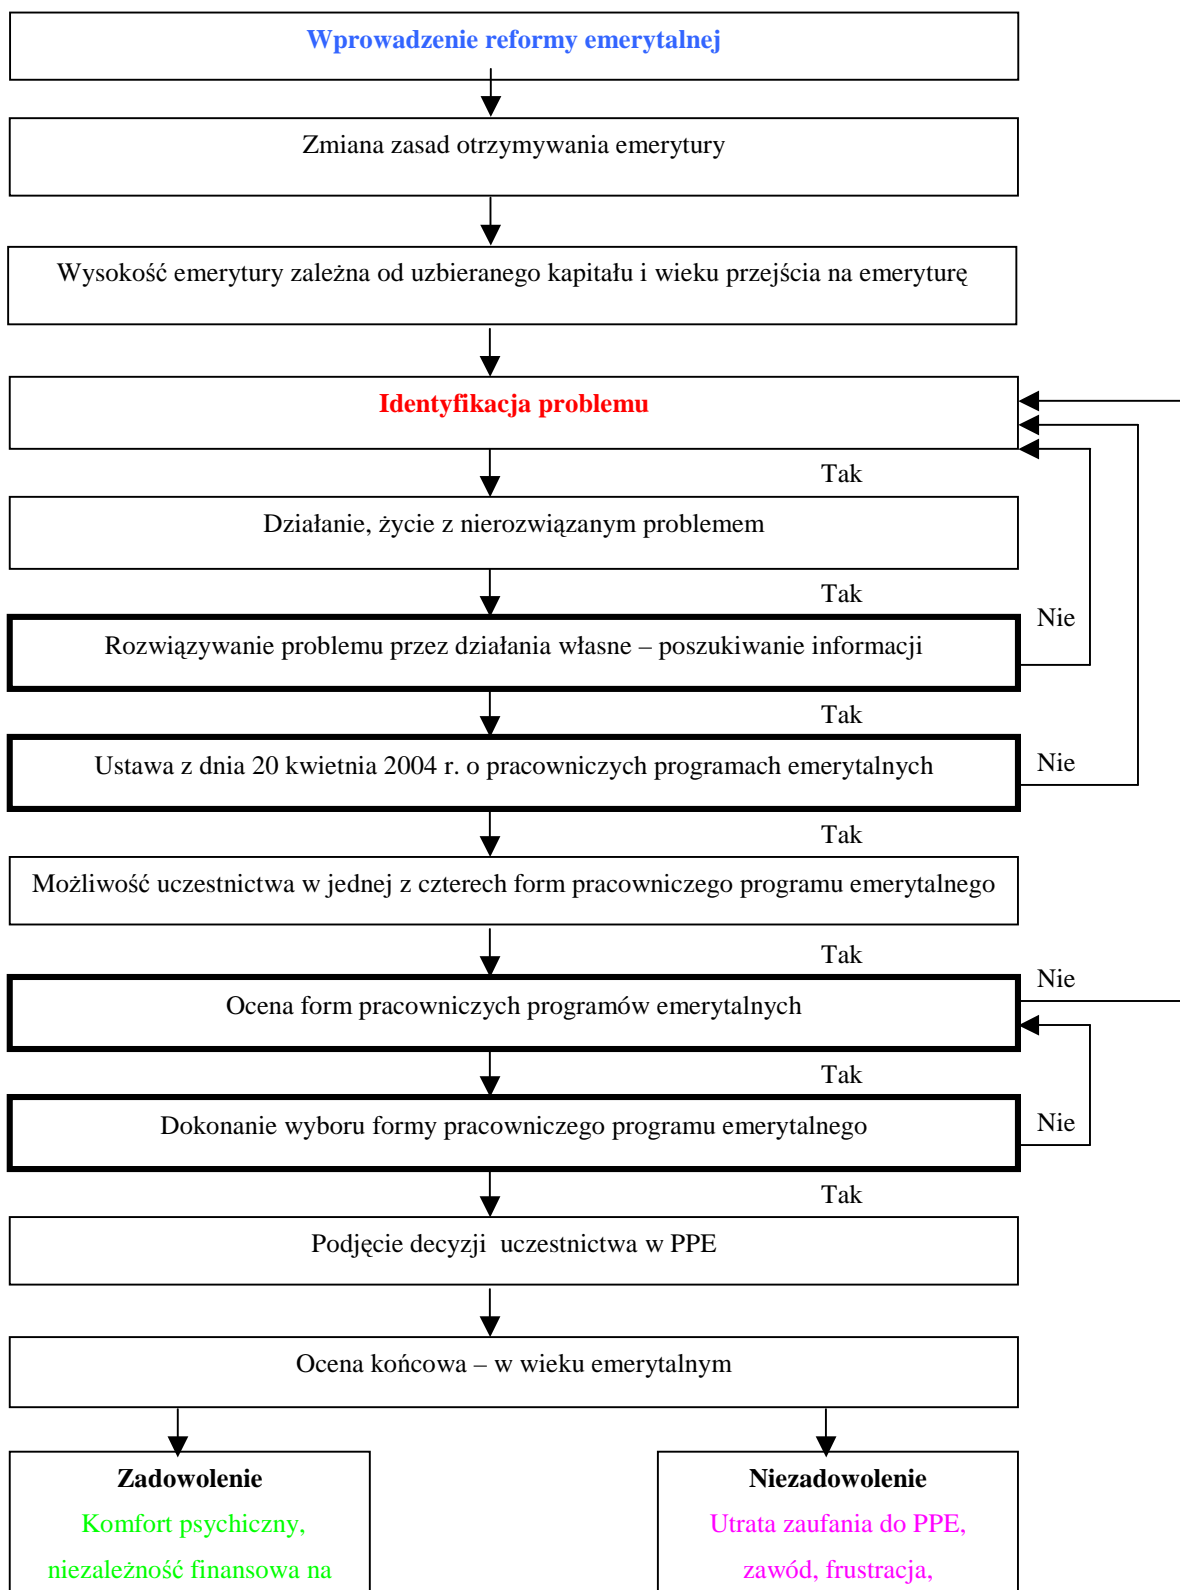 Wprowadzenie reformy emerytalnej
Zmiana zasad otrzymywania emerytury
Wysokość emerytury zależna od uzbieranego kapitału i wieku przejścia na emeryturę
Identyfikacja problemu
Tak
Działanie, życie z nierozwiązanym problemem
Tak
Nie
Rozwiązywanie problemu przez działania własne – poszukiwanie informacji
Tak
Ustawa z dnia 20 kwietnia 2004 r. o pracowniczych programach emerytalnych
Nie
Tak
Możliwość uczestnictwa w jednej z czterech form pracowniczego programu emerytalnego
Tak
Nie
Ocena form pracowniczych programów emerytalnych
Tak
Dokonanie wyboru formy pracowniczego programu emerytalnego
Nie
Tak
Podjęcie decyzji  uczestnictwa w PPE
Ocena końcowa – w wieku emerytalnym
Zadowolenie
Komfort psychiczny,
niezależność finansowa na
Niezadowolenie
Utrata zaufania do PPE,
zawód, frustracja,